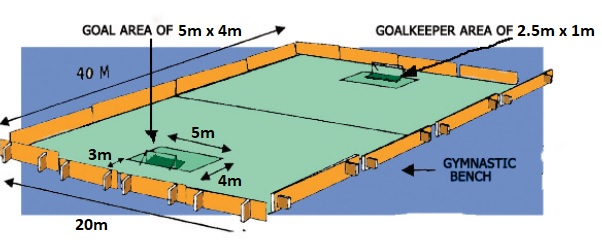 GOAL AREA OF 5m x 4m
GOALKEEPER AREA OF 2.5m x 1m
40 M
5m
3m
4m
GYMNASTIC
BENCH
20m